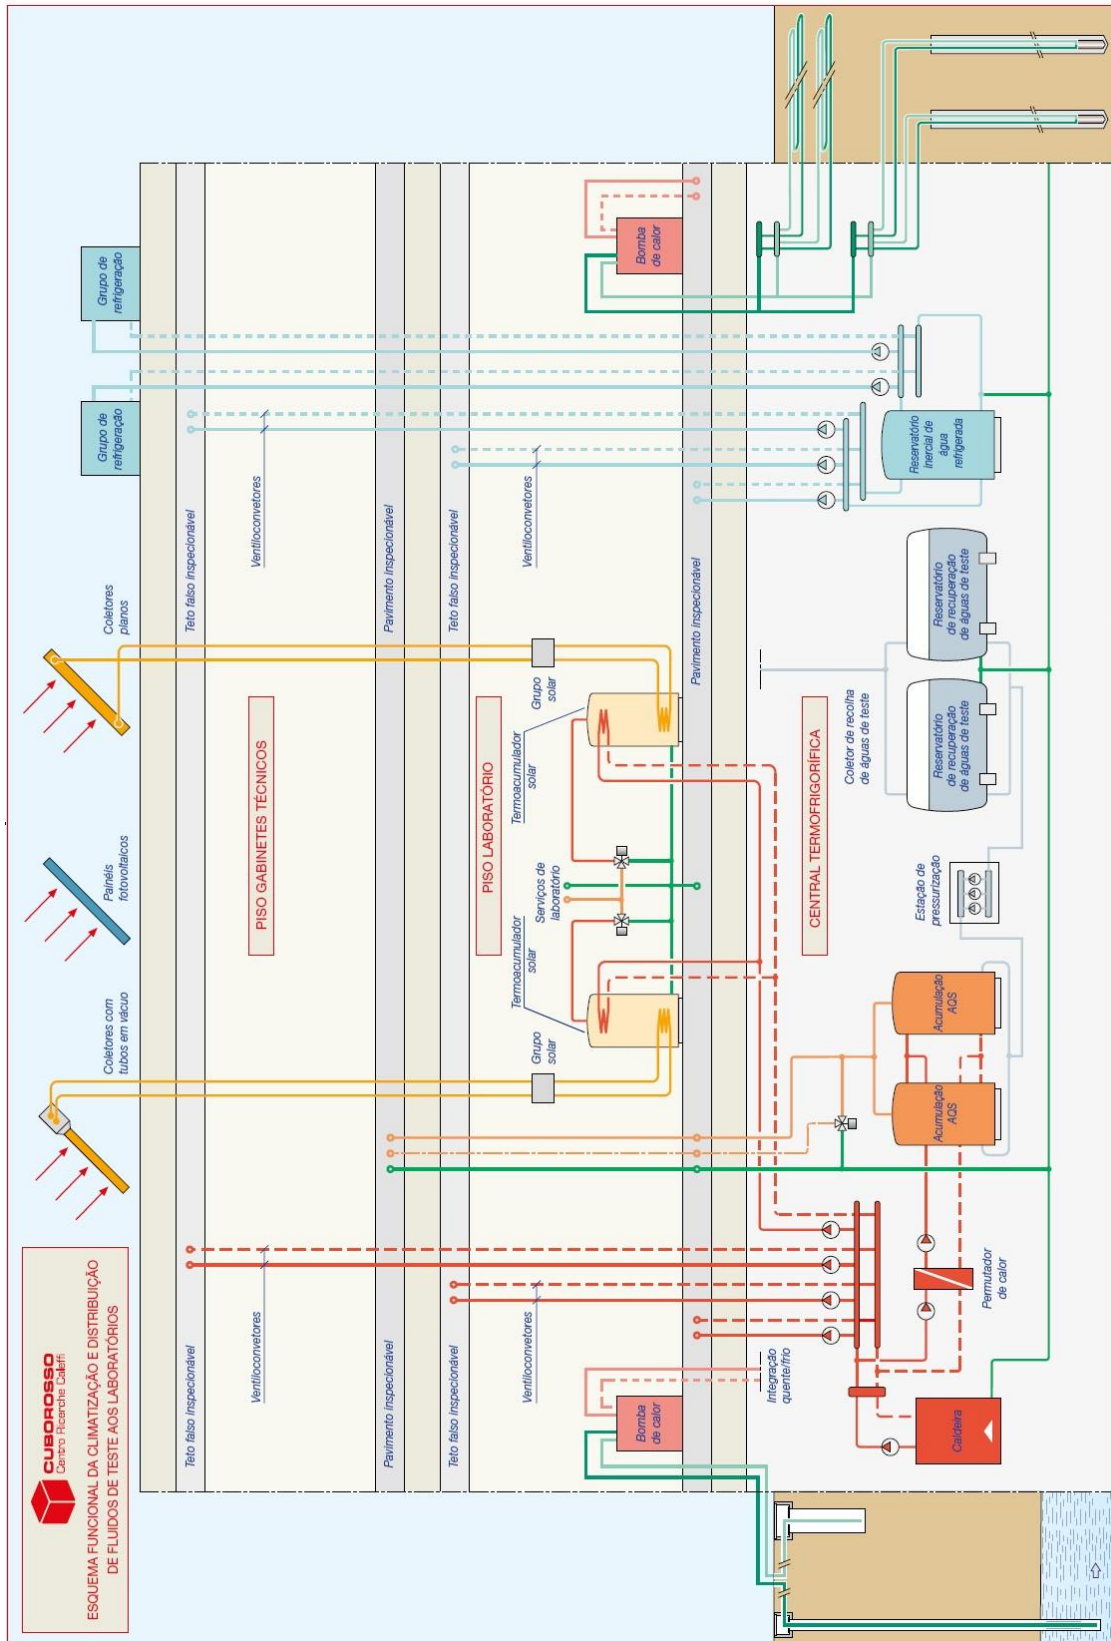 CUBOROSSO
Centro Ricerche Caleffi
ESQUEMA FUNCIONAL DA CLIMATIZAÇÃO E DISTRIBUIÇÃO
DE FLUIDOS DE TESTE AOS LABORATÓRIOS
Coletores com
tubos em vácuo
Painéis
fotovoltaicos
Coletores
planos
Grupo de
refrigeração
Grupo de
refrigeração
Teto falso inspecionável
Teto falso inspecionável
Ventiloconvetores
PISO GABINETES TÉCNICOS
Ventiloconvetores
Pavimento inspecionável
Pavimento inspecionável
Teto falso inspecionável
Teto falso inspecionável
Ventiloconvetores
Grupo
solar
Termoacumulador
solar
PISO LABORATÓRIO
Serviços de
laboratório
Termoacumulador
solar
Grupo
solar
Ventiloconvetores
Bomba
de calor
Bomba
de calor
Pavimento inspecionável
Integração
quente/frio
CENTRAL TERMOFRIGORÍFICA
Coletor de recolha
de águas de teste
Caldeira
Permutador
de calor
Acumulação
AQS
Acumulação
AQS
Estação de
pressurização
Reservatório
de recuperação
de águas de teste
Reservatório
de recuperação
de águas de teste
Reservatório
inercial de
água
refrigerada